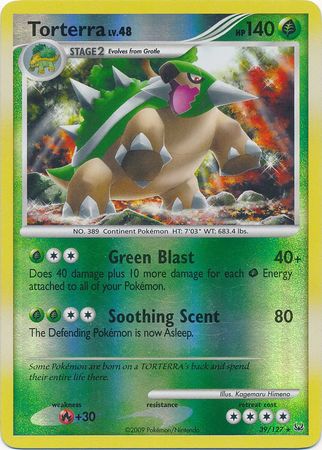 Torterra LV.48
HP 140
STAGE 2 Evolves from Grotle
NO. 389 Continent Pokémon HT: 7'03" WT: 683.4 lbs.
Green Blast 40+
Does 40 damage plus 10 more damage for each Energy
attached to all of your Pokémon.
Soothing Scent 80
The Defending Pokémon is now Asleep.
Some Pokémon are born on a TORTERRA's back and spend
their entire life there.
Illus. Kagemaru Himeno
weakness resistance retreat cost
+30
©2009 Pokémon/Nintendo
39/127 ★